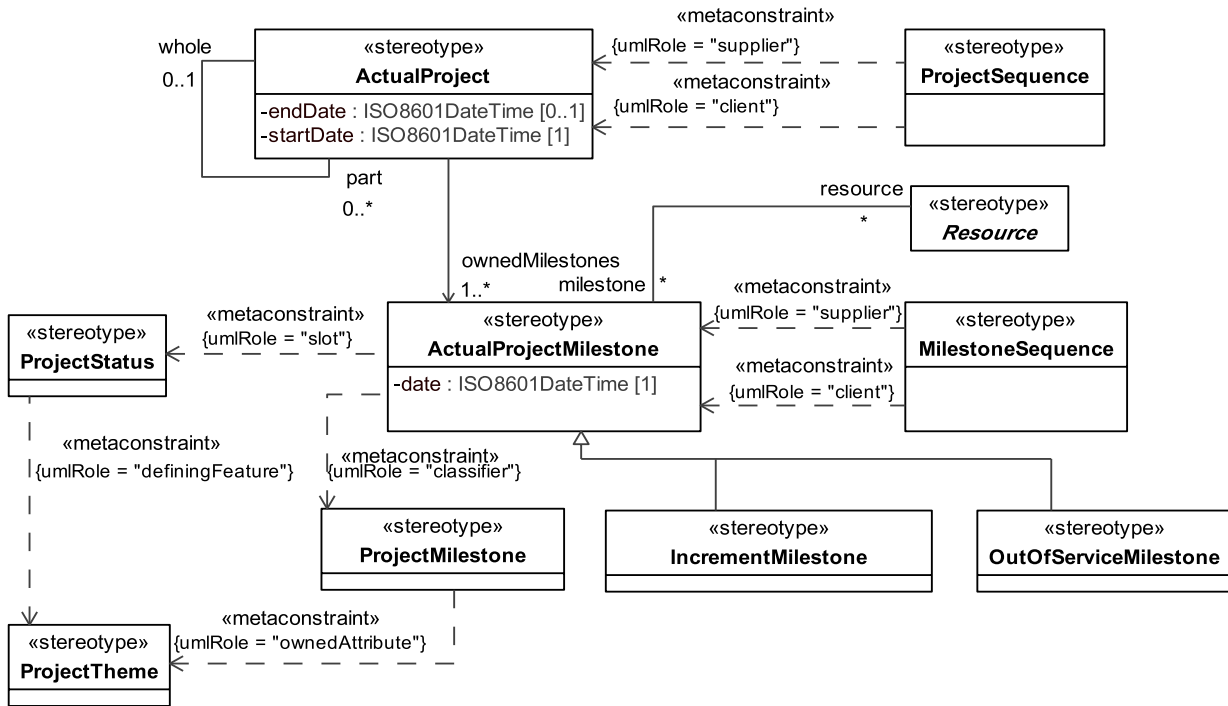 «metaconstraint»
whole
«stereotype»
{umlRole = "supplier"}
«stereotype»
0..1
ActualProject
ProjectSequence
«metaconstraint»
-endDate : ISO8601DateTime [0..1]
{umlRole = "client"}
-startDate : ISO8601DateTime [1]
part
0..*
resource
*
«stereotype»
Resource
ownedMilestones
1..*
milestone
*
«metaconstraint»
{umlRole = "supplier"}
«metaconstraint»
{umlRole = "slot"}
«stereotype»
ProjectStatus
«stereotype»
ActualProjectMilestone
-date : ISO8601DateTime [1]
«stereotype»
MilestoneSequence
«metaconstraint»
{umlRole = "client"}
«metaconstraint»
{umlRole = "definingFeature"}
«metaconstraint»
{umlRole = "classifier"}
«stereotype»
ProjectMilestone
«stereotype»
IncrementMilestone
«stereotype»
OutOfServiceMilestone
«metaconstraint»
{umlRole = "ownedAttribute"}
«stereotype»
ProjectTheme